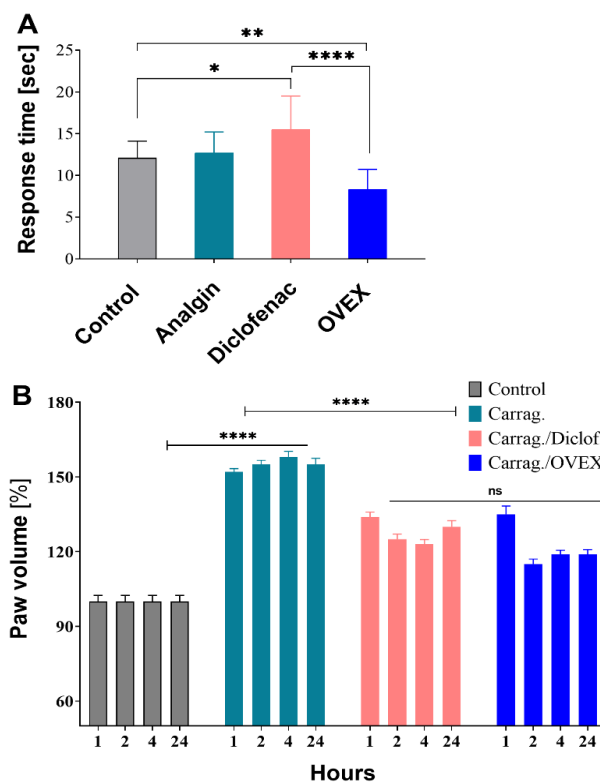 A
**
*
****
Response time [sec]
25
20
15
10
5
0
Control
Analgin
Diclofenac
OVEX
B
Control
Carrag.
Carrag./Diclof
Carrag./OVEX
****
****
ns
Paw volume [%]
180
150
120
90
60
1 2 4 24 1 2 4 24 1 2 4 24 1 2 4 24
Hours